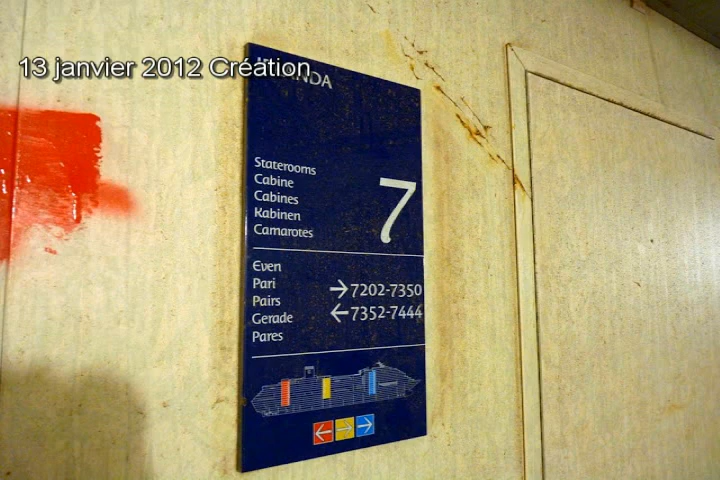 13 janvier 2012 Création
Staterooms
Cabine
Cabines
Kabinen
Camarotes
7
Even
Pari
Pairs
Gerade
Pares
→7202-7350
←7352-7444